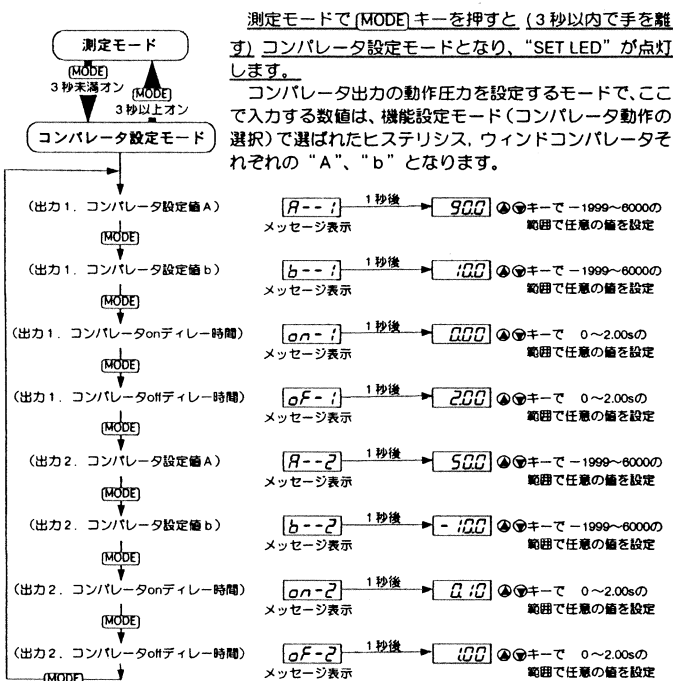 測定モードで MODE キーを押すと (3秒以内で手を離
す) コンパレータ設定モードとなり、“SET LED” が点灯
します。
コンパレータ出力の動作圧力を設定するモードで、ここ
で入力する数値は、機能設定モード(コンパレータ動作の
選択)で選ばれたヒステリシス, ウィンドコンパレータそ
れぞれの “A”、“b” となります。
測定モード
MODE
3秒未満オン
MODE
3秒以上オン
コンパレータ設定モード
(出力1. コンパレータ設定値A)
A--1
1秒後
90.0
キーで −1999〜6000の
メッセージ表示
範囲で任意の値を設定
MODE
(出力1. コンパレータ設定値b)
b--1
1秒後
10.0
キーで −1999〜6000の
メッセージ表示
範囲で任意の値を設定
MODE
(出力1. コンパレータonディレー時間)
on-1
1秒後
0.00
キーで 0〜2.00sの
メッセージ表示
範囲で任意の値を設定
MODE
(出力1. コンパレータoffディレー時間)
oF-1
1秒後
2.00
キーで 0〜2.00sの
メッセージ表示
範囲で任意の値を設定
MODE
(出力2. コンパレータ設定値A)
A--2
1秒後
50.0
キーで −1999〜6000の
メッセージ表示
範囲で任意の値を設定
MODE
(出力2. コンパレータ設定値b)
b--2
1秒後
-10.0
キーで −1999〜6000の
メッセージ表示
範囲で任意の値を設定
MODE
(出力2. コンパレータonディレー時間)
on-2
1秒後
0.10
キーで 0〜2.00sの
メッセージ表示
範囲で任意の値を設定
MODE
(出力2. コンパレータoffディレー時間)
oF-2
1秒後
1.00
キーで 0〜2.00sの
メッセージ表示
範囲で任意の値を設定
MODE